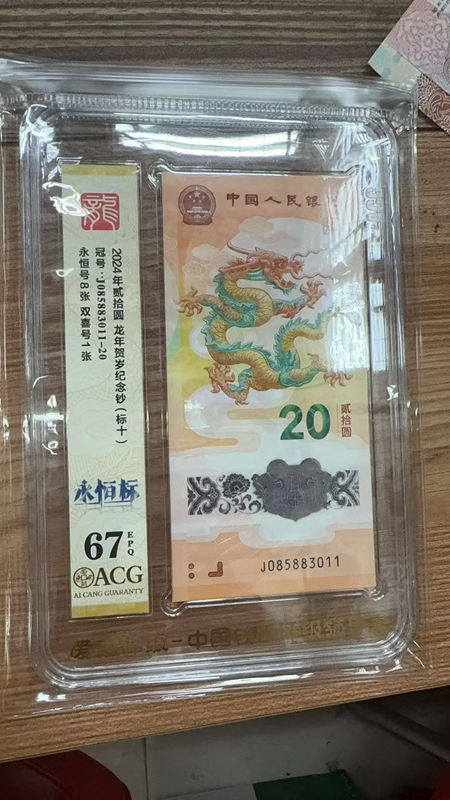 龍
2024年贰拾圆 龙年贺岁纪念钞(标十)
冠号:J085883011-20
永恒号8张 双喜号1张
永恒标
67 EPQ
ACG
AI CANG GUARANTY
中国人民银
20 贰拾圆
J085883011